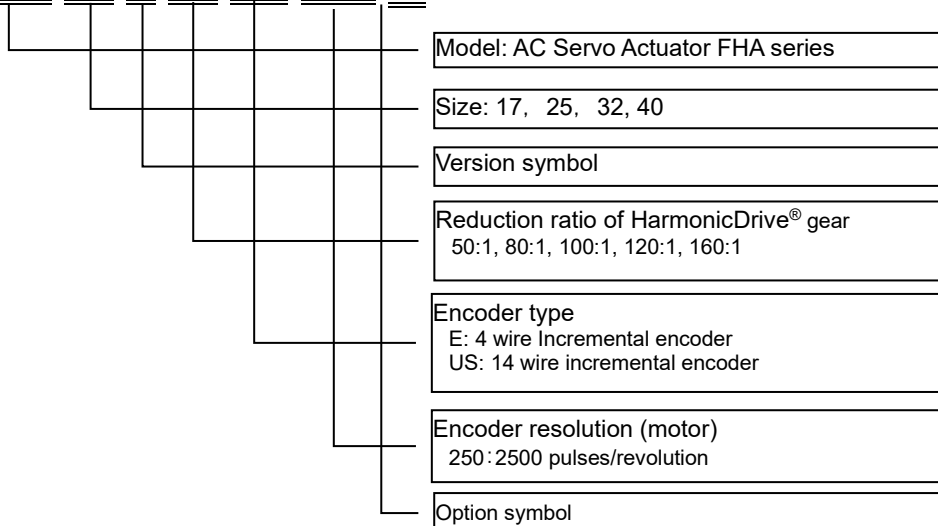 Model: AC Servo Actuator FHA series
Size: 17, 25, 32, 40
Version symbol
Reduction ratio of HarmonicDrive® gear
50:1, 80:1, 100:1, 120:1, 160:1
Encoder type
E: 4 wire Incremental encoder
US: 14 wire incremental encoder
Encoder resolution (motor)
250:2500 pulses/revolution
Option symbol